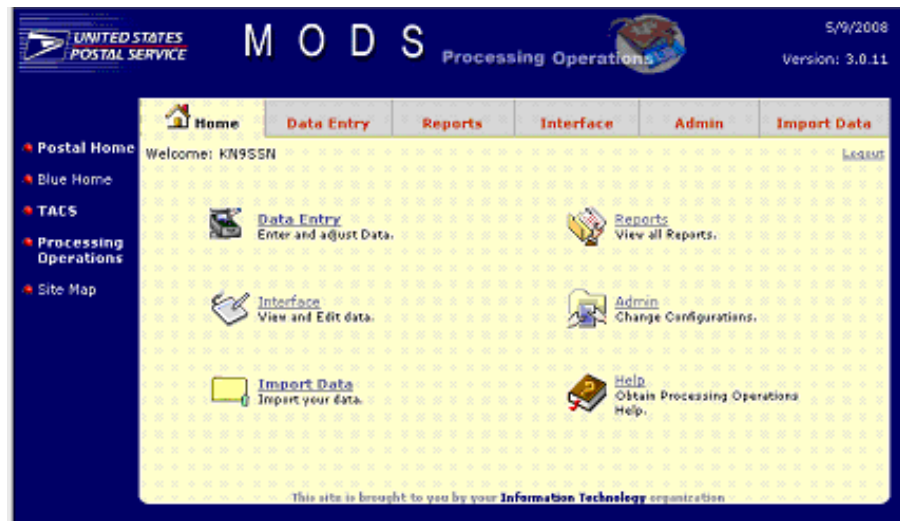 UNITED STATES
POSTAL SERVICE
M O D S
Processing Operations
5/9/2008
Version: 3.0.11
Home
Data Entry
Reports
Interface
Admin
Import Data
Postal Home
Blue Home
TACS
Processing
Operations
Site Map
Welcome: KN9SSN
Logout
Data Entry
Enter and adjust Data.
Reports
View all Reports.
Interface
View and Edit data.
Admin
Change Configurations.
Import Data
Import your data.
Help
Obtain Processing Operations
Help.
This site is brought to you by your Information Technology organization